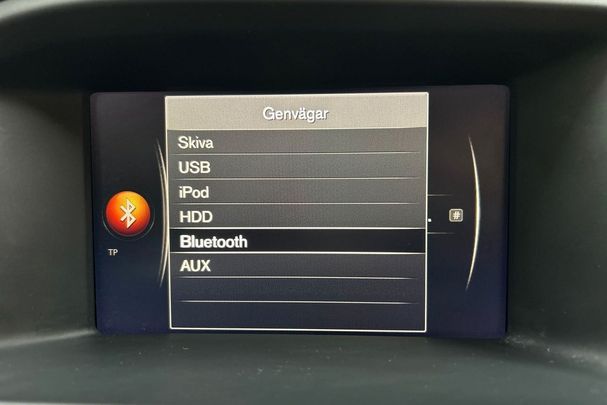 Genvägar
Skiva
USB
iPod
HDD
Bluetooth
AUX
TP
#